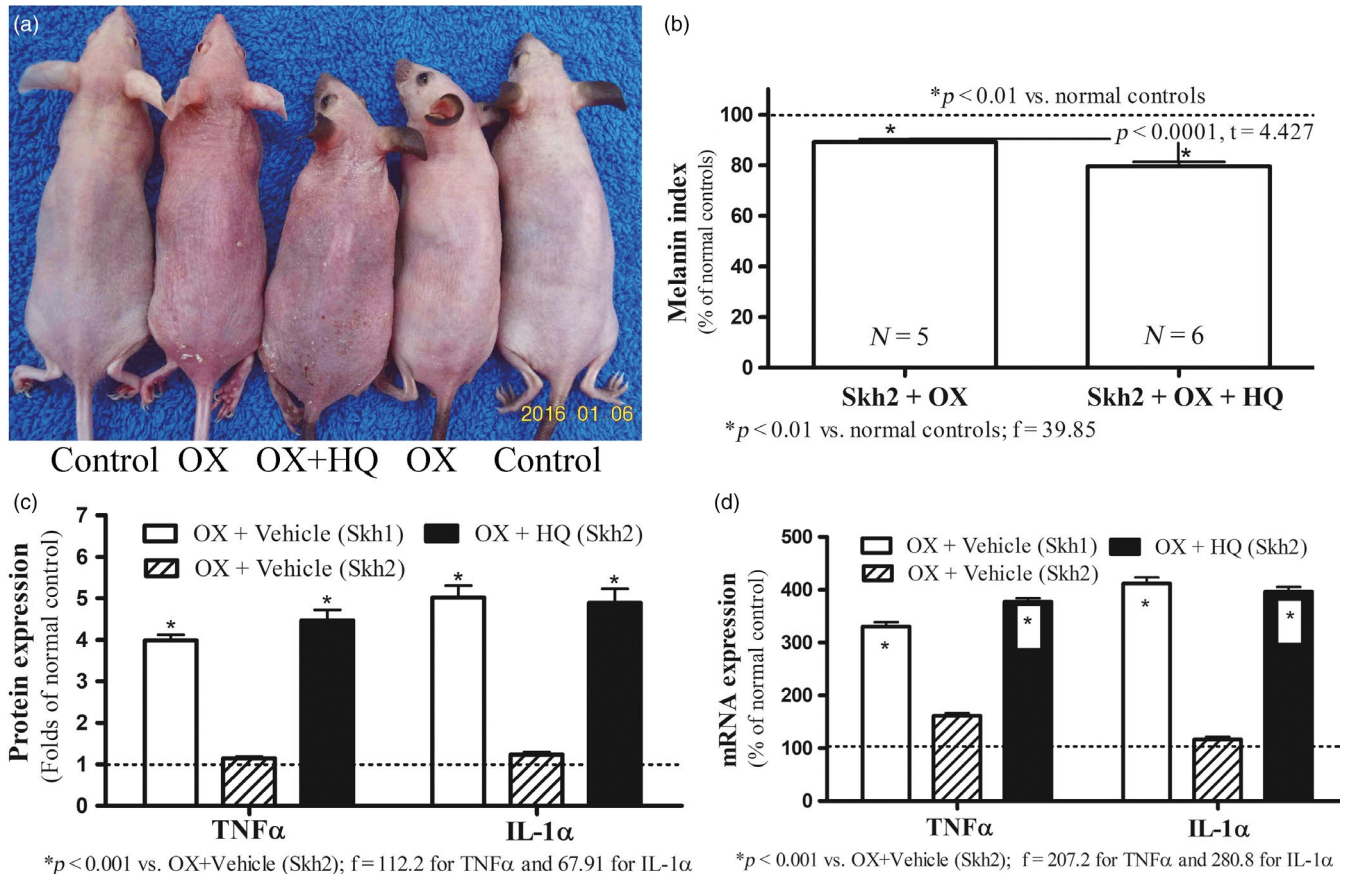 (a)
2016 01 06
Control OX OX+HQ OX Control
(b)
Melanin index
(% of normal controls)
100
80
60
40
20
0
*p < 0.01 vs. normal controls
p < 0.0001, t = 4.427
*
*
N = 5
N = 6
Skh2 + OX
Skh2 + OX + HQ
*p < 0.01 vs. normal controls; f = 39.85
(c)
Protein expression
(Folds of normal control)
7
6
5
4
3
2
1
0
OX + Vehicle (Skh1)
OX + HQ (Skh2)
OX + Vehicle (Skh2)
*
*
*
*
TNFα
IL-1α
*p < 0.001 vs. OX+Vehicle (Skh2); f = 112.2 for TNFα and 67.91 for IL-1α
(d)
mRNA expression
(% of normal control)
500
400
300
200
100
0
OX + Vehicle (Skh1)
OX + HQ (Skh2)
OX + Vehicle (Skh2)
*
*
*
*
TNFα
IL-1α
*p < 0.001 vs. OX+Vehicle (Skh2); f = 207.2 for TNFα and 280.8 for IL-1α